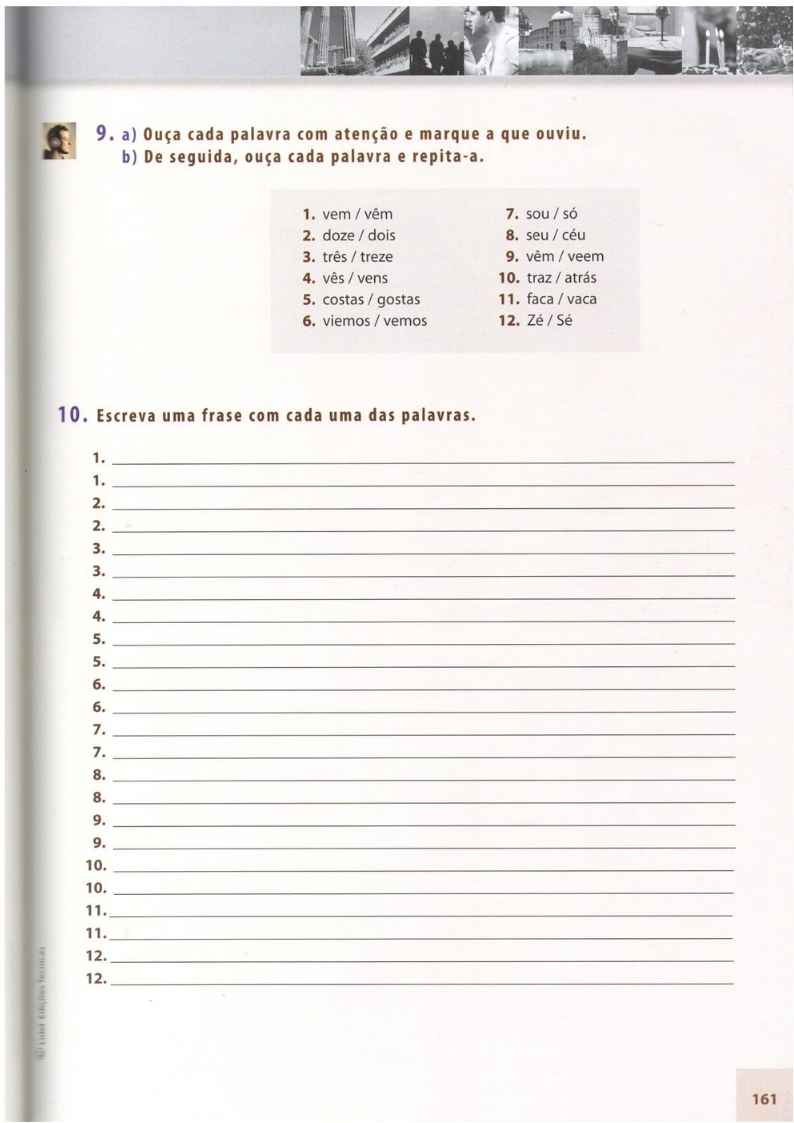 9. a) Ouça cada palavra com atenção e marque a que ouviu.
b) De seguida, ouça cada palavra e repita-a.
1. vem / vêm
2. doze / dois
3. três / treze
4. vês / vens
5. costas / gostas
6. viemos / vemos
7. sou / só
8. seu / céu
9. vêm / veem
10. traz / atrás
11. faca / vaca
12. Zé / Sé
10. Escreva uma frase com cada uma das palavras.
1.
1.
2.
2.
3.
3.
4.
4.
5.
5.
6.
6.
7.
7.
8.
8.
9.
9.
10.
10.
11.
11.
12.
12.
© Lidel Edições Técnicas
161